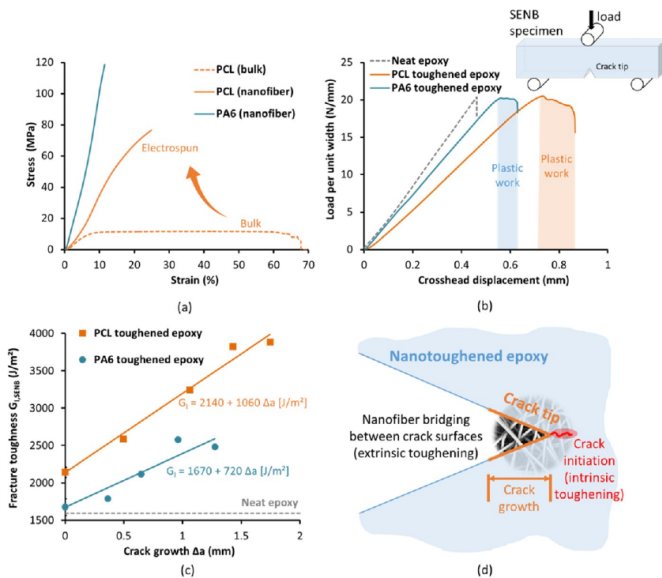 120
100
80
60
40
20
0
0
10
20
30
40
50
60
70
Stress (MPa)
Strain (%)
PCL (bulk)
PCL (nanofiber)
PA6 (nanofiber)
Electrospun
Bulk
(a)
SENB
specimen
load
Crack tip
Neat epoxy
PCL toughened epoxy
PA6 toughened epoxy
25
20
15
10
5
0
0
0.2
0.4
0.6
0.8
1
Load per unit width (N/mm)
Crosshead displacement (mm)
Plastic
work
Plastic
work
(b)
4000
3500
3000
2500
2000
1500
0
0.5
1
1.5
2
Fracture toughness GI,SENB (J/m²)
Crack growth Δa (mm)
PCL toughened epoxy
PA6 toughened epoxy
GI = 2140 + 1060 Δa [J/m²]
GI = 1670 + 720 Δa [J/m²]
Neat epoxy
(c)
Nanotoughened epoxy
Crack tip
Nanofiber bridging
between crack surfaces
(extrinsic toughening)
Crack
initiation
(intrinsic
toughening)
Crack
growth
(d)